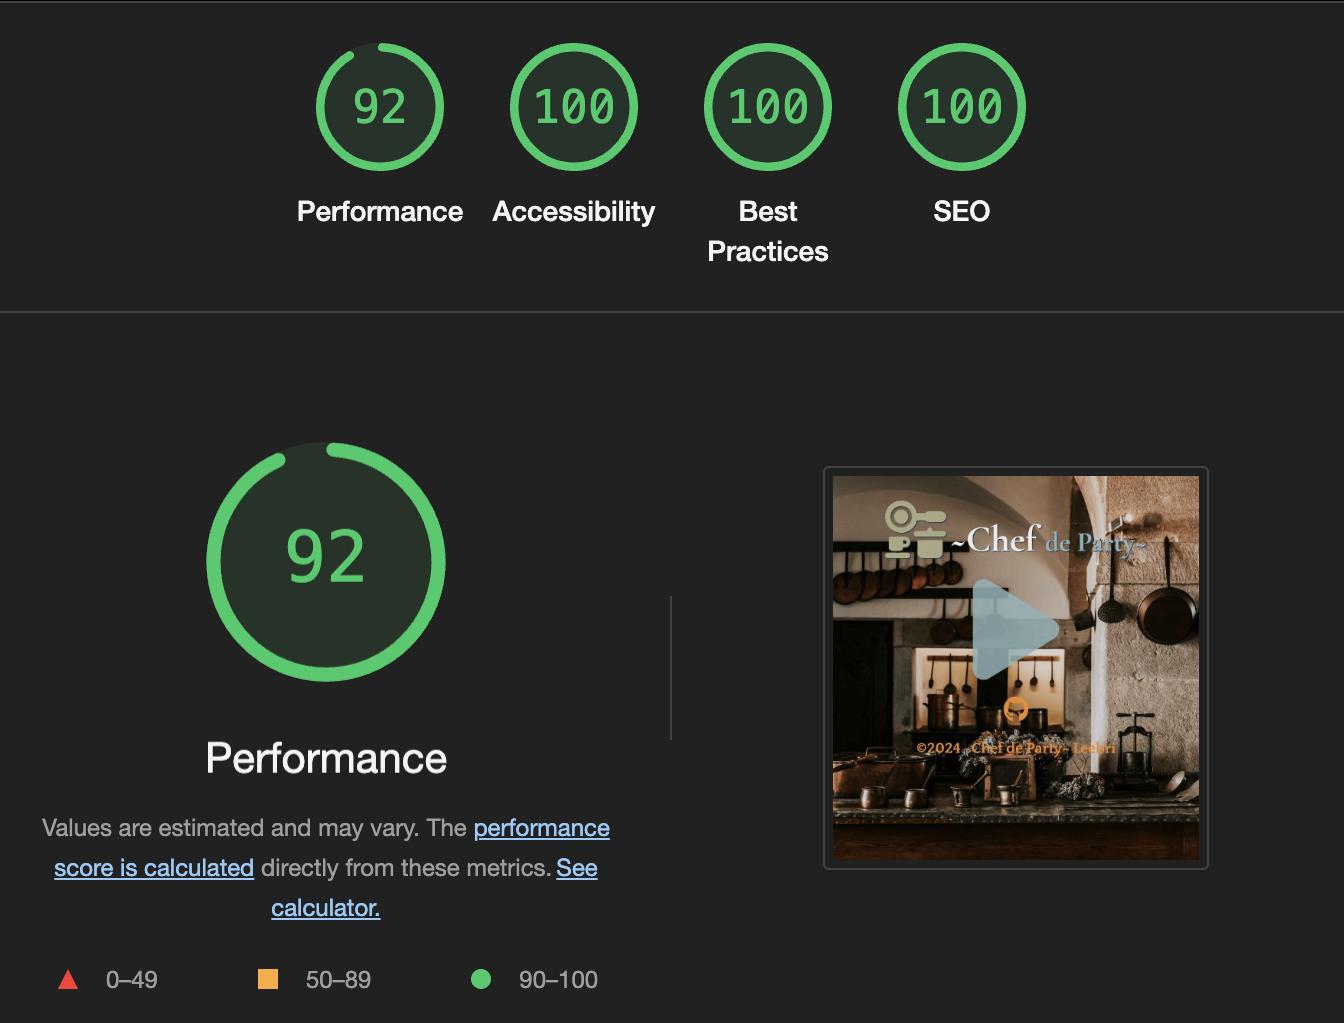 92
100
100
100
Performance
Accessibility
Best
Practices
SEO
92
Performance
Values are estimated and may vary. The performance
score is calculated directly from these metrics. See
calculator.
0–49
50–89
90–100
~Chef de Party~
©2024 ~Chef de Party~ Leebri